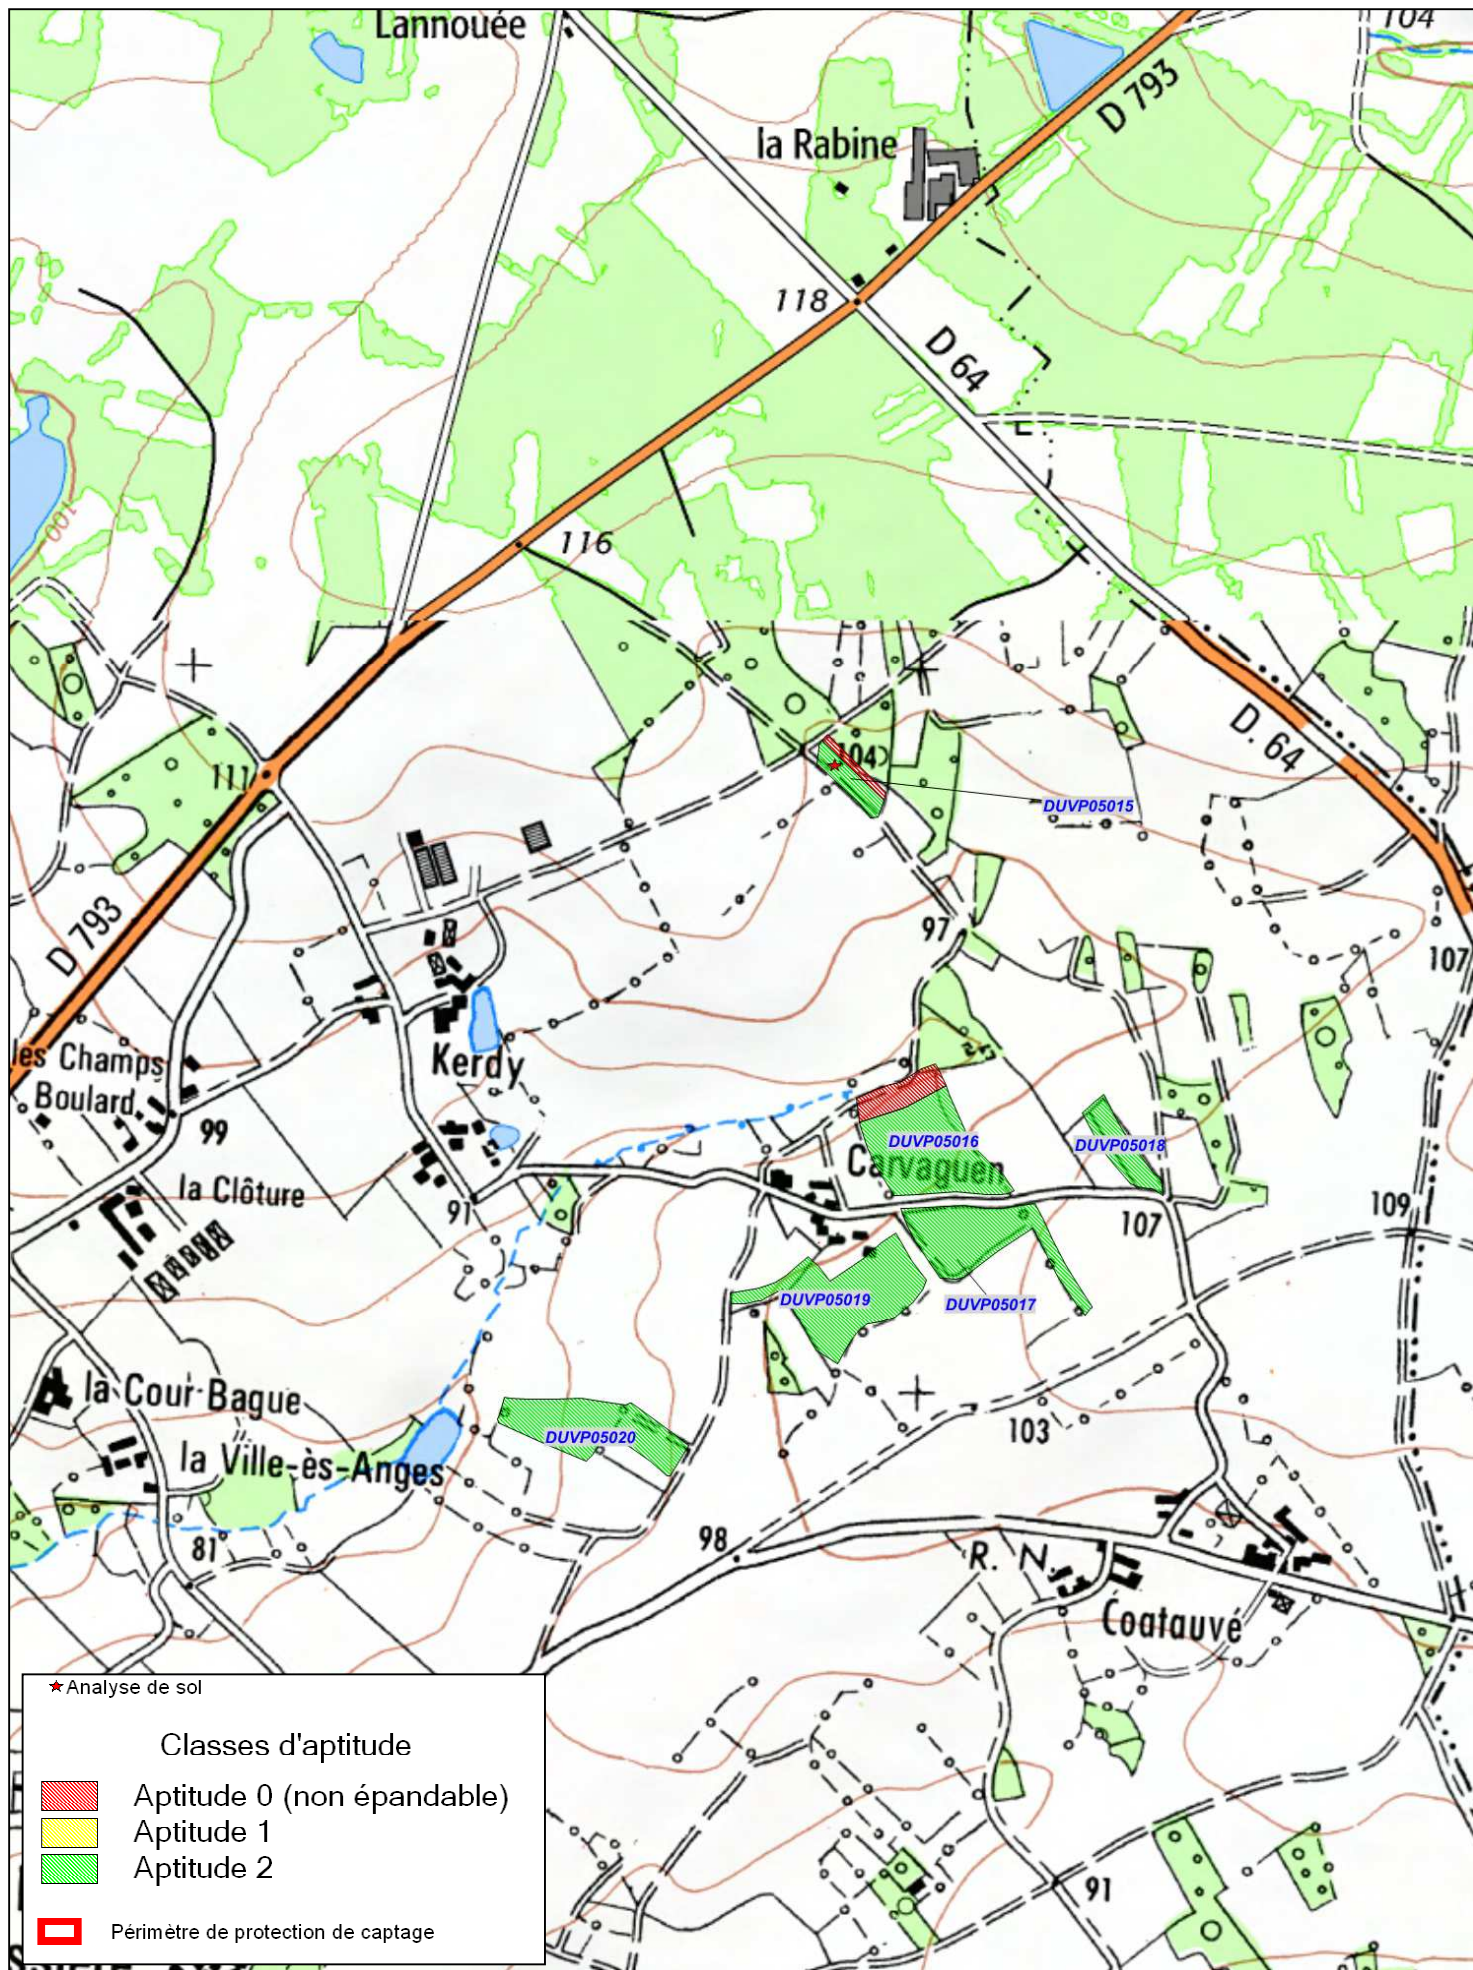 Lannouée
104
D 793
la Rabine
118
D 64
100
116
104
D. 64
111
DUVP05015
D 793
97
107
les Champs
Boulard
Kerdy
99
DUVP05016
DUVP05018
Carvaguen
la Clôture
91
107
109
DUVP05019
DUVP05017
la Cour Bague
103
DUVP05020
la Ville-ès-Anges
81
98
R. N.
Coatauvé
91
Analyse de sol
Classes d'aptitude
Aptitude 0 (non épandable)
Aptitude 1
Aptitude 2
Périmètre de protection de captage